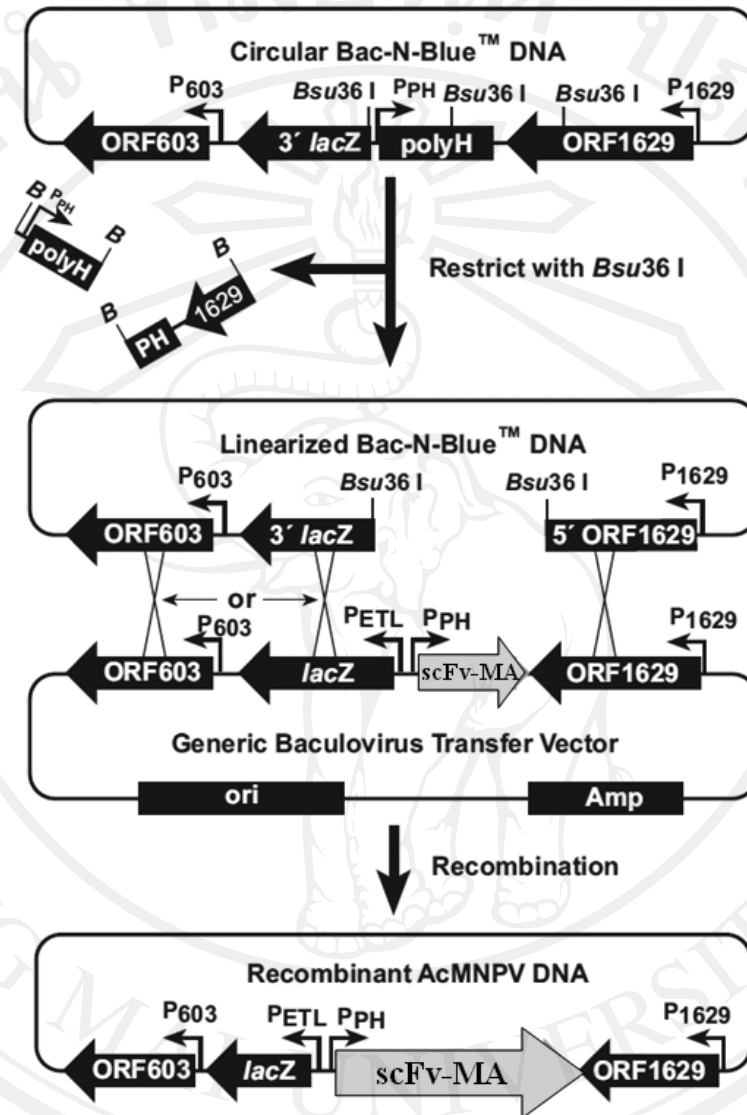 Circular Bac-N-Blue™ DNA
P603 Bsu36 I PPH Bsu36 I Bsu36 I P1629
ORF603 3´ lacZ polyH ORF1629
B PPH polyH B
B PH 1629 B
Restrict with Bsu36 I
Linearized Bac-N-Blue™ DNA
P603 Bsu36 I Bsu36 I P1629
ORF603 3´ lacZ 5´ ORF1629
or
P603 PETL PPH P1629
ORF603 lacZ scFv-MA ORF1629
Generic Baculovirus Transfer Vector
ori Amp
Recombination
Recombinant AcMNPV DNA
P603 PETL PPH P1629
ORF603 lacZ scFv-MA ORF1629